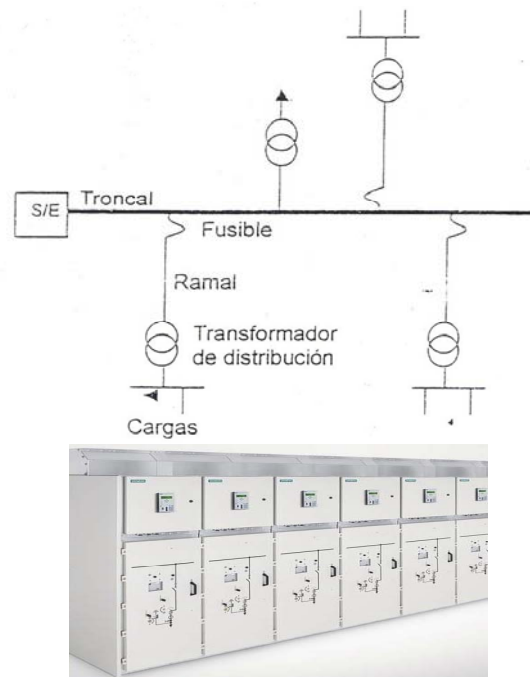 Troncal
S/E
Fusible
Ramal
Transformador
de distribución
Cargas